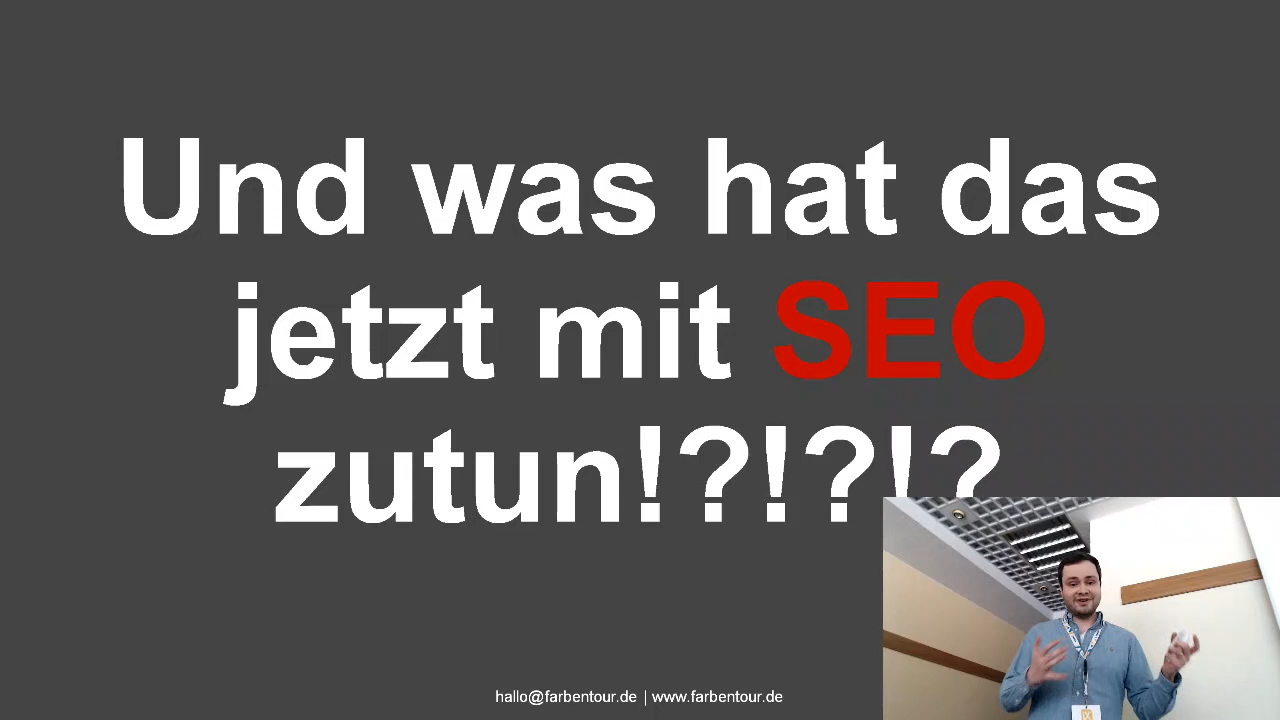 Und was hat das
jetzt mit SEO
zutun!?!?!?
hallo@farbentour.de | www.farbentour.de